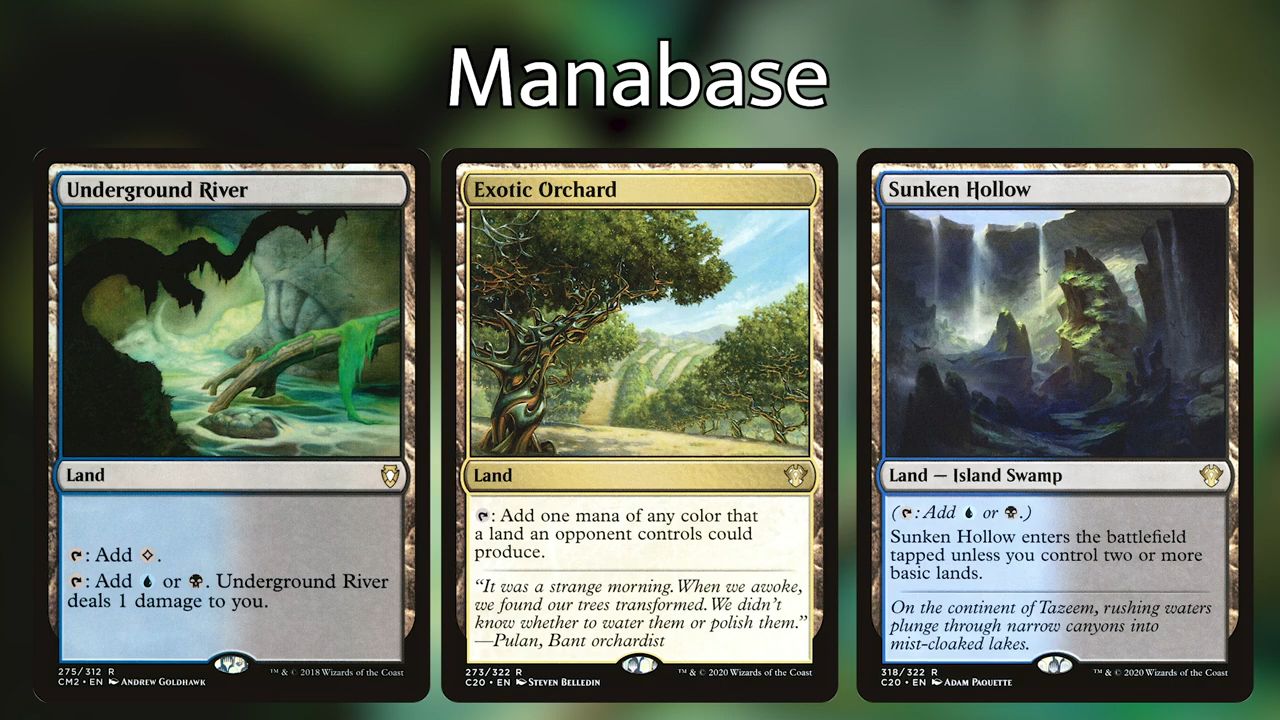 Manabase
Underground River
Land
: Add .
: Add or . Underground River
deals 1 damage to you.
275/312 R
CM2 • EN ANDREW GOLDHAWK
™ & © 2018 Wizards of the Coast
Exotic Orchard
Land
: Add one mana of any color that
a land an opponent controls could
produce.
“It was a strange morning. When we awoke,
we found our trees transformed. We didn’t
know whether to water them or polish them.”
—Pulan, Bant orchardist
273/322 R
C20 • EN STEVEN BELLEDIN
™ & © 2020 Wizards of the Coast
Sunken Hollow
Land — Island Swamp
(: Add or .)
Sunken Hollow enters the battlefield
tapped unless you control two or more
basic lands.
On the continent of Tazeem, rushing waters
plunge through narrow canyons into
mist-cloaked lakes.
318/322 R
C20 • EN ADAM PAQUETTE
™ & © 2020 Wizards of the Coast